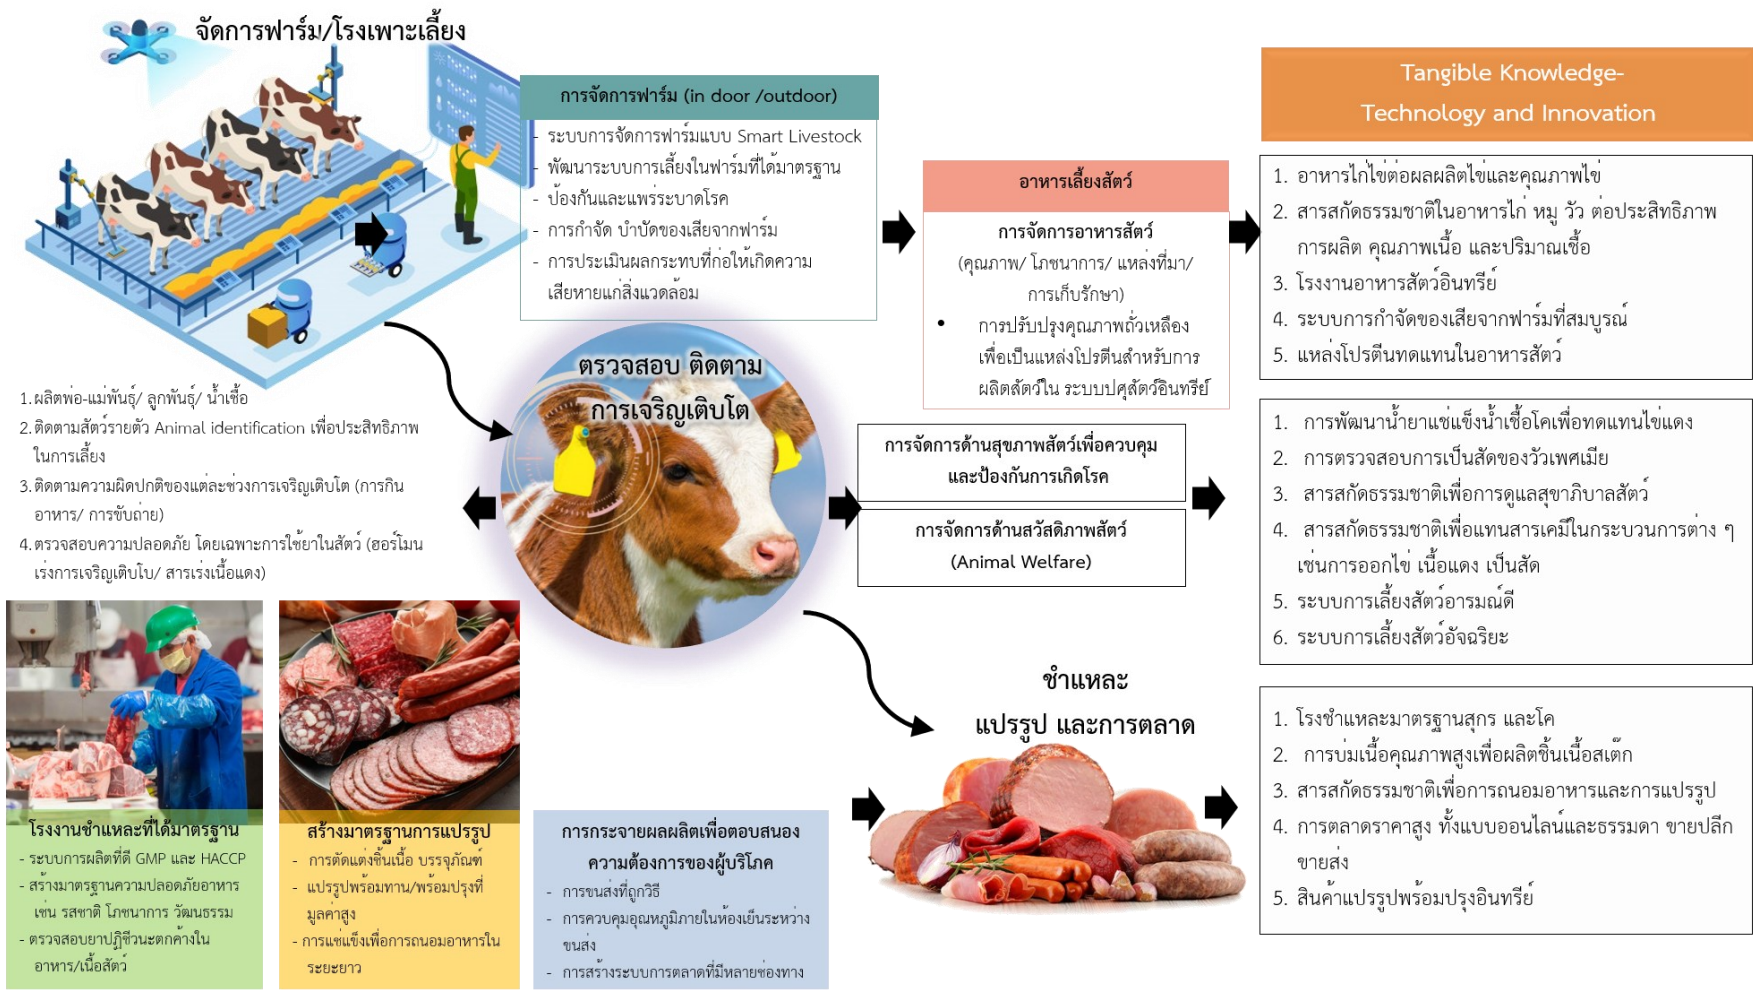 จัดการฟาร์ม/โรงเพาะเลี้ยง
การจัดการฟาร์ม (in door /outdoor)
- ระบบการจัดการฟาร์มแบบ Smart Livestock
- พัฒนาระบบการเลี้ยงในฟาร์มที่ได้มาตรฐาน
- ป้องกันและแพร่ระบาดโรค
- การกำจัด บำบัดของเสียจากฟาร์ม
- การประเมินผลกระทบที่ก่อให้เกิดความ
เสียหายแก่สิ่งแวดล้อม
อาหารเลี้ยงสัตว์
การจัดการอาหารสัตว์
(คุณภาพ/ โภชนาการ/ แหล่งที่มา/
การเก็บรักษา)
• การปรับปรุงคุณภาพถั่วเหลือง
เพื่อเป็นแหล่งโปรตีนสำหรับการ
ผลิตสัตว์ใน ระบบปศุสัตว์อินทรีย์
Tangible Knowledge-
Technology and Innovation
1. อาหารไก่ไข่ต่อผลผลิตไข่และคุณภาพไข่
2. สารสกัดธรรมชาติในอาหารไก่ หมู วัว ต่อประสิทธิภาพ
การผลิต คุณภาพเนื้อ และปริมาณเชื้อ
3. โรงงานอาหารสัตว์อินทรีย์
4. ระบบการกำจัดของเสียจากฟาร์มที่สมบูรณ์
5. แหล่งโปรตีนทดแทนในอาหารสัตว์
ตรวจสอบ ติดตาม
การเจริญเติบโต
1. ผลิตพ่อ-แม่พันธุ์/ ลูกพันธุ์/ น้ำเชื้อ
2. ติดตามสัตว์รายตัว Animal identification เพื่อประสิทธิภาพ
ในการเลี้ยง
3. ติดตามความผิดปกติของแต่ละช่วงการเจริญเติบโต (การกิน
อาหาร/ การขับถ่าย)
4. ตรวจสอบความปลอดภัย โดยเฉพาะการใช้ยาในสัตว์ (ฮอร์โมน
เร่งการเจริญเติบโบ/ สารเร่งเนื้อแดง)
การจัดการด้านสุขภาพสัตว์เพื่อควบคุม
และป้องกันการเกิดโรค
การจัดการด้านสวัสดิภาพสัตว์
(Animal Welfare)
1. การพัฒนาน้ำยาแช่แข็งน้ำเชื้อโคเพื่อทดแทนไข่แดง
2. การตรวจสอบการเป็นสัดของวัวเพศเมีย
3. สารสกัดธรรมชาติเพื่อการดูแลสุขาภิบาลสัตว์
4. สารสกัดธรรมชาติเพื่อแทนสารเคมีในกระบวนการต่าง ๆ
เช่นการออกไข่ เนื้อแดง เป็นสัด
5. ระบบการเลี้ยงสัตว์อารมณ์ดี
6. ระบบการเลี้ยงสัตว์อัจฉริยะ
ชำแหละ
แปรรูป และการตลาด
1. โรงชำแหละมาตรฐานสุกร และโค
2. การบ่มเนื้อคุณภาพสูงเพื่อผลิตชิ้นเนื้อสเต๊ก
3. สารสกัดธรรมชาติเพื่อการถนอมอาหารและการแปรรูป
4. การตลาดราคาสูง ทั้งแบบออนไลน์และธรรมดา ขายปลีก
ขายส่ง
5. สินค้าแปรรูปพร้อมปรุงอินทรีย์
โรงงานชำแหละที่ได้มาตรฐาน
- ระบบการผลิตที่ดี GMP และ HACCP
- สร้างมาตรฐานความปลอดภัยอาหาร
เช่น รสชาติ โภชนาการ วัฒนธรรม
- ตรวจสอบยาปฏิชีวนะตกค้างใน
อาหาร/เนื้อสัตว์
สร้างมาตรฐานการแปรรูป
- การตัดแต่งชิ้นเนื้อ บรรจุภัณฑ์
- แปรรูปพร้อมทาน/พร้อมปรุงที่
มูลค่าสูง
- การแช่แข็งเพื่อการถนอมอาหารใน
ระยะยาว
การกระจายผลผลิตเพื่อตอบสนอง
ความต้องการของผู้บริโภค
- การขนส่งที่ถูกวิธี
- การควบคุมอุณหภูมิภายในห้องเย็นระหว่าง
ขนส่ง
- การสร้างระบบการตลาดที่มีหลายช่องทาง